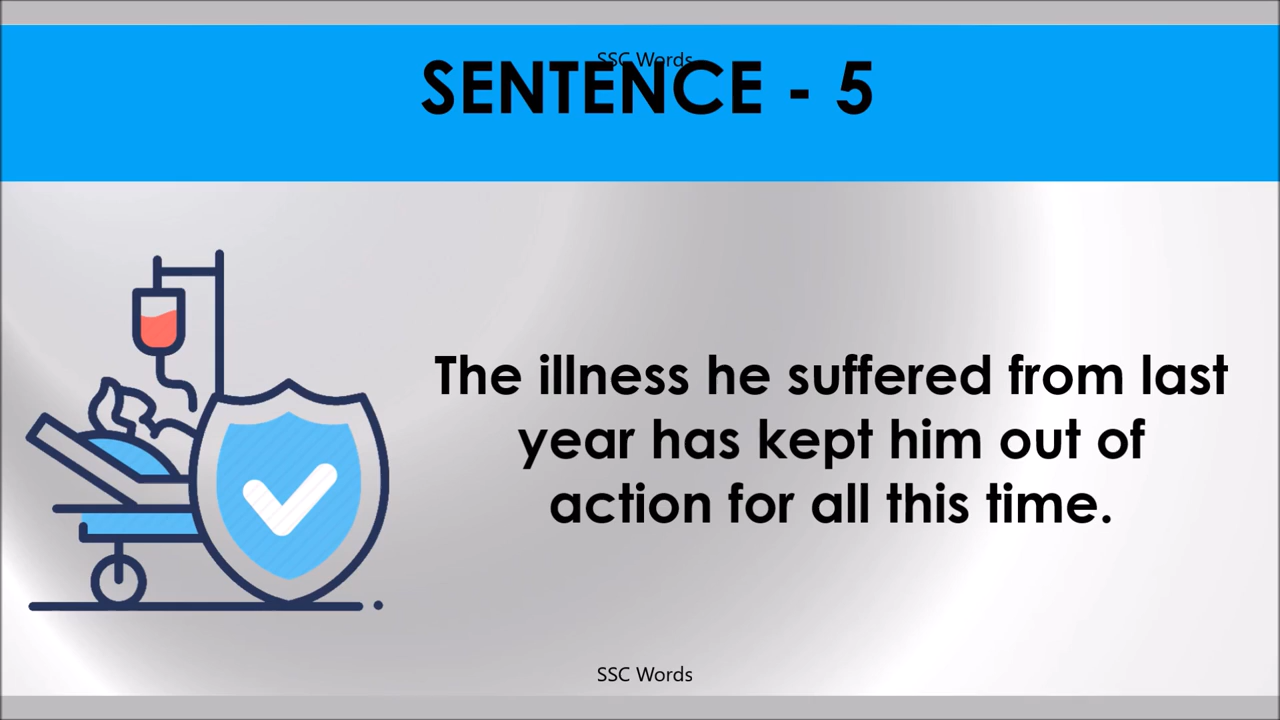 SSC Words
SENTENCE - 5
The illness he suffered from last
year has kept him out of
action for all this time.
SSC Words